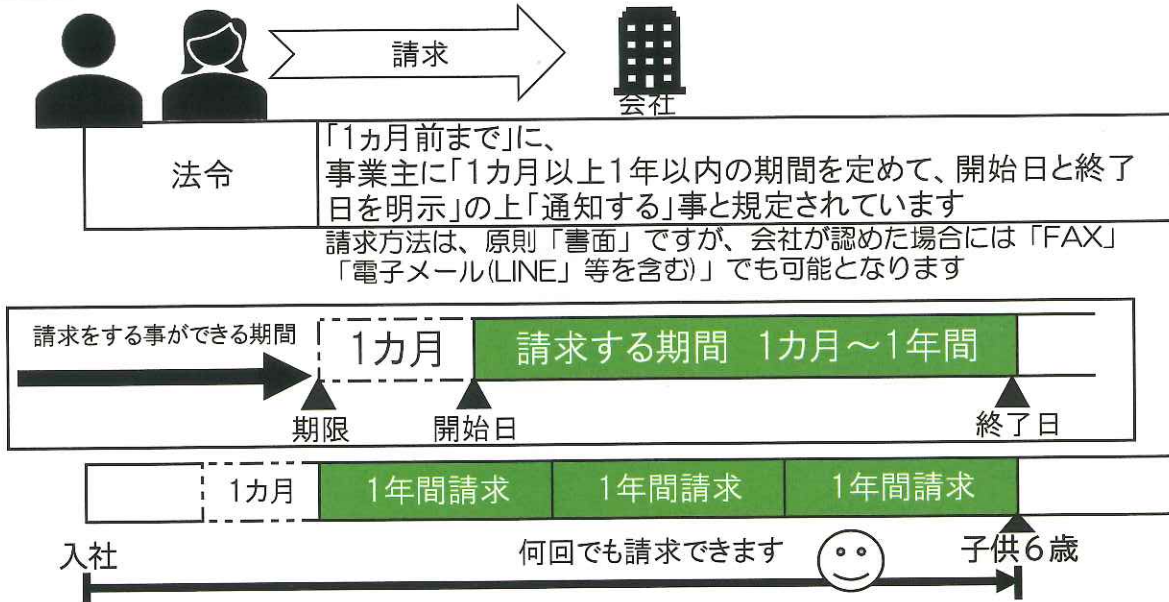 請求
会社
法令
「1ヵ月前まで」に、
事業主に「1カ月以上1年以内の期間を定めて、開始日と終了
日を明示」の上「通知する」事と規定されています
請求方法は、原則「書面」ですが、会社が認めた場合には「FAX」
「電子メール(LINE」等を含む)」でも可能となります
請求をする事ができる期間
1カ月
請求する期間 1カ月～1年間
期限
開始日
終了日
1カ月
1年間請求
1年間請求
1年間請求
入社
何回でも請求できます
子供6歳